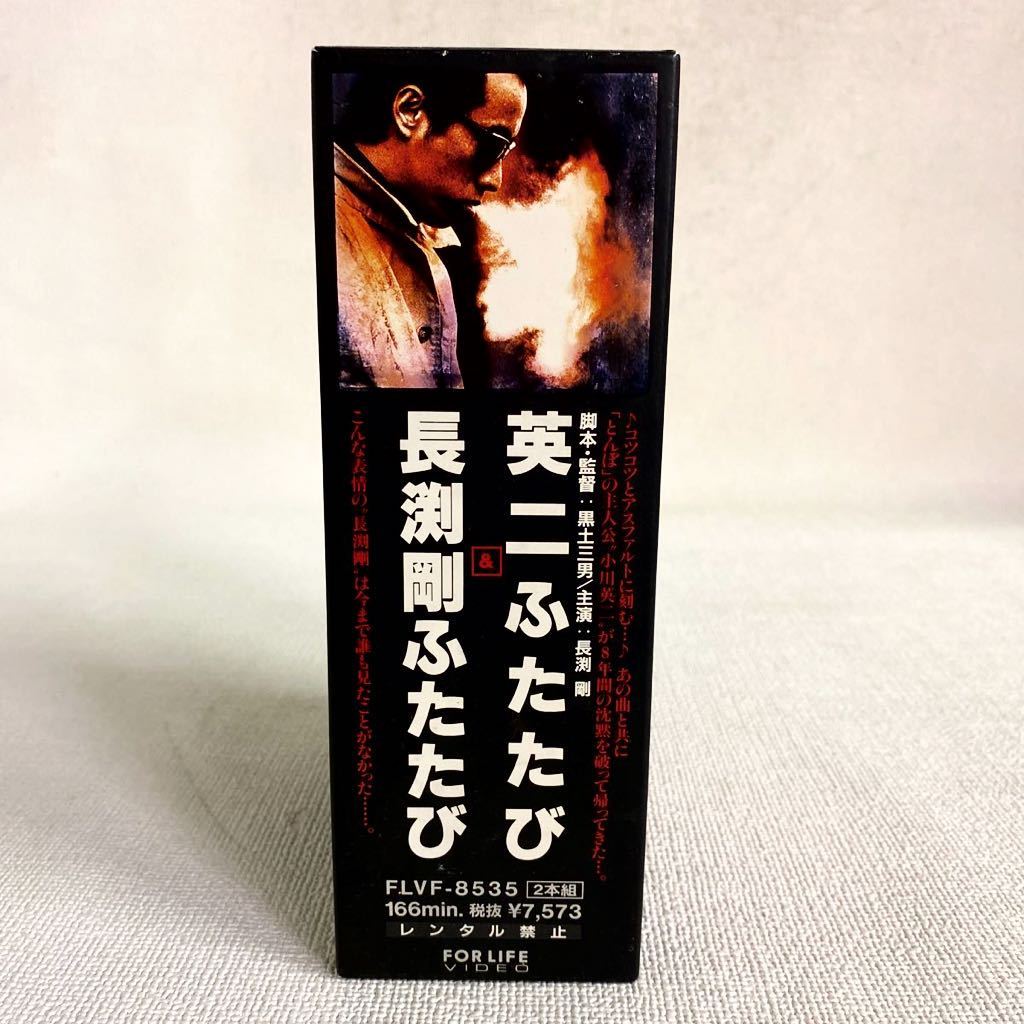 ♪コツコツとアスファルトに刻む…♪ あの曲と共に
「とんぼ」の主人公“小川英二”が8年間の沈黙を破って帰ってきた…。
脚本・監督：黒土三男／主演：長渕 剛
英二ふたたび
&
長渕剛ふたたび
こんな表情の“長渕剛”は今まで誰も見たことがなかった……。
FLVF-8535 2本組
166min. 税抜 ¥7,573
レンタル禁止
FOR LIFE
VIDEO